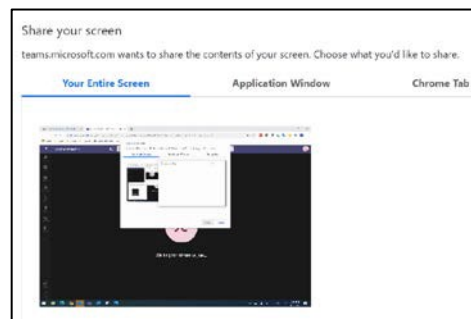 Share your screen
teams.microsoft.com wants to share the contents of your screen. Choose what you'd like to share.
Your Entire Screen Application Window Chrome Tab